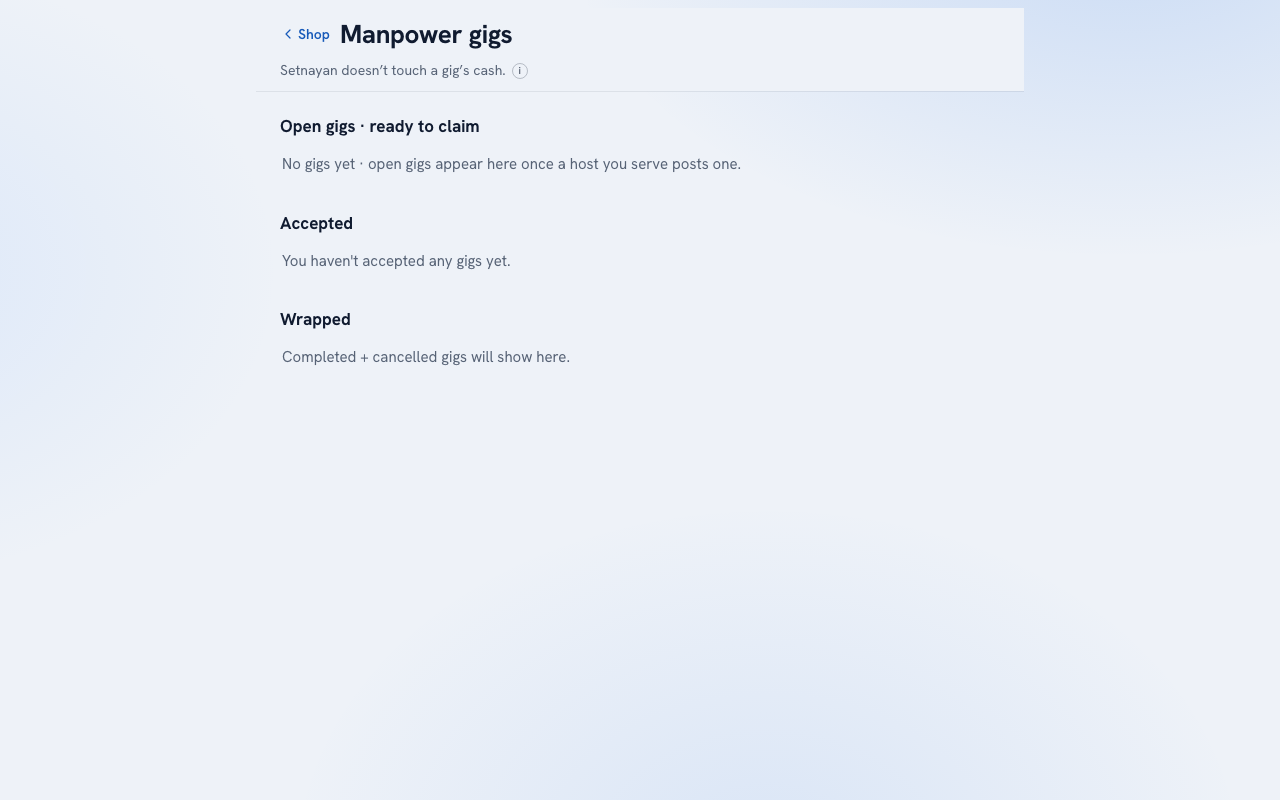 Shop Manpower gigs
Setnayan doesn’t touch a gig’s cash. i
Open gigs · ready to claim
No gigs yet · open gigs appear here once a host you serve posts one.
Accepted
You haven't accepted any gigs yet.
Wrapped
Completed + cancelled gigs will show here.